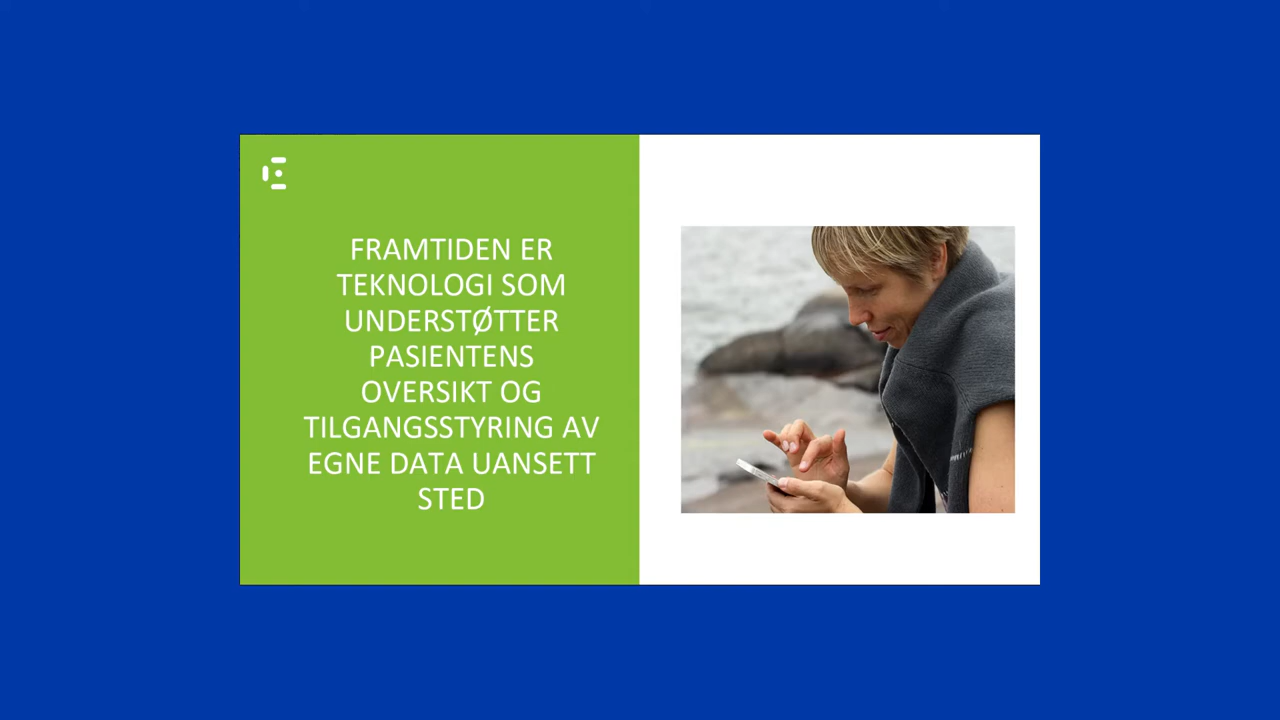 FRAMTIDEN ER
TEKNOLOGI SOM
UNDERSTØTTER
PASIENTENS
OVERSIKT OG
TILGANGSSTYRING AV
EGNE DATA UANSETT
STED